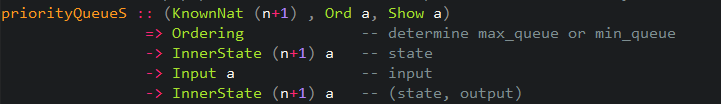 priorityQueueS :: (KnownNat (n+1) , Ord a, Show a)
=> Ordering -- determine max_queue or min_queue
-> InnerState (n+1) a -- state
-> Input a -- input
-> InnerState (n+1) a -- (state, output)